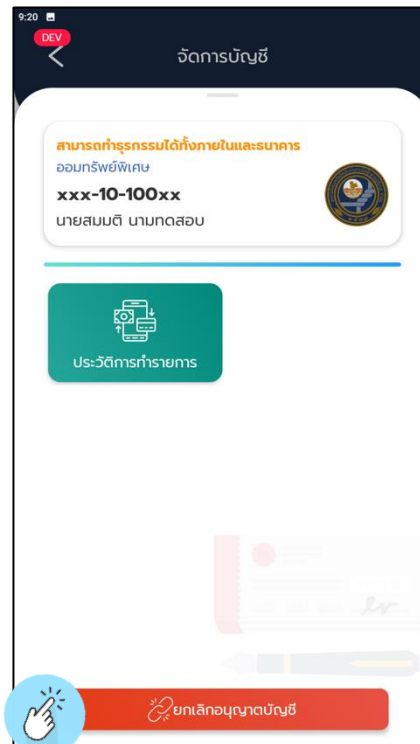 9:20
DEV
จัดการบัญชี
สามารถทำธุรกรรมได้ทั้งภายในและธนาคาร
ออมทรัพย์พิเศษ
xxx-10-100xx
นายสมมติ นามทดสอบ
ประวัติการทำรายการ
ยกเลิกอนุญาตบัญชี